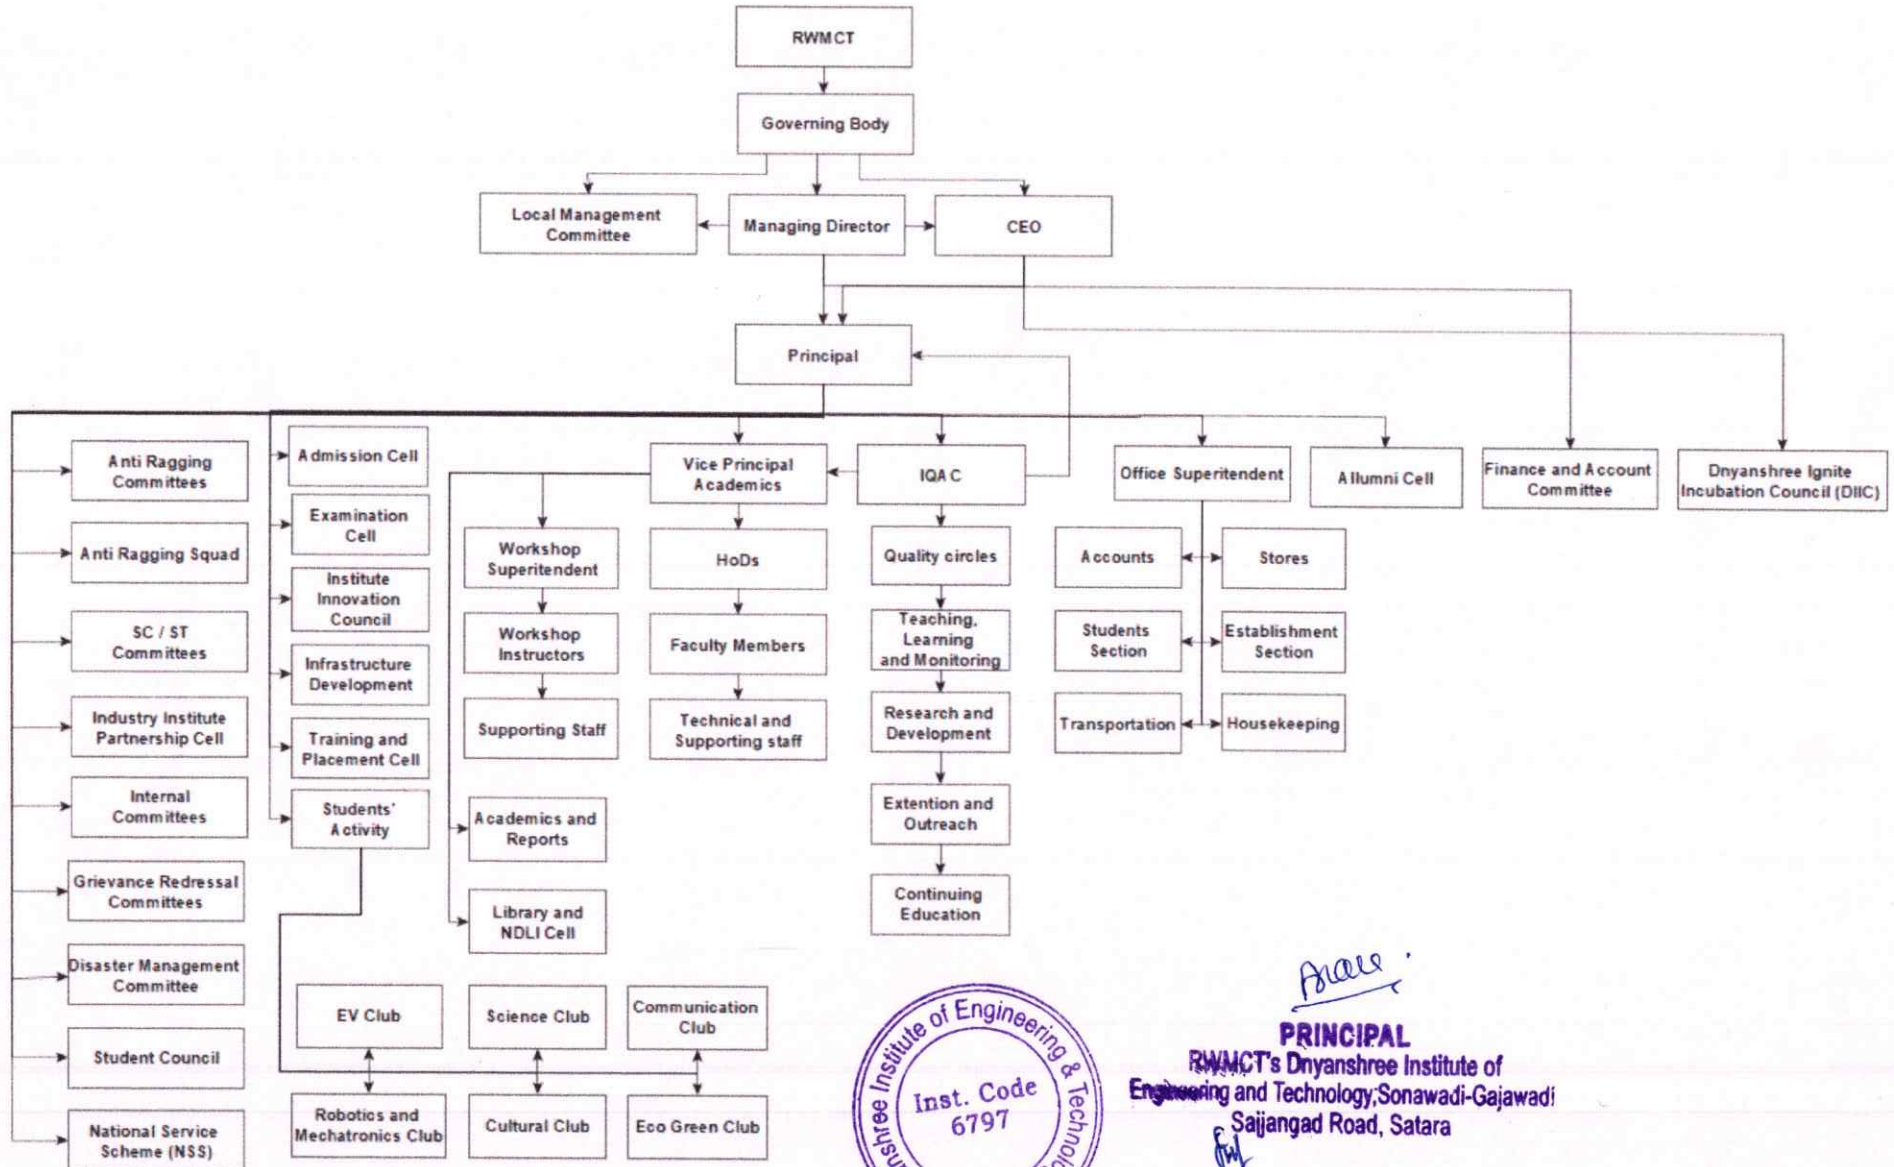 RWMCT
Governing Body
Local Management
Committee
Managing Director
CEO
Principal
Anti Ragging
Committees
Anti Ragging Squad
SC / ST
Committees
Industry Institute
Partnership Cell
Internal
Committees
Grievance Redressal
Committees
Disaster Management
Committee
Student Council
National Service
Scheme (NSS)
Admission Cell
Examination
Cell
Institute
Innovation
Council
Infrastructure
Development
Training and
Placement Cell
Students'
Activity
Vice Principal
Academics
Workshop
Superitendent
Workshop
Instructors
Supporting Staff
Academics and
Reports
Library and
NDLI Cell
HoDs
Faculty Members
Technical and
Supporting staff
IQAC
Quality circles
Teaching,
Learning
and Monitoring
Research and
Development
Extention and
Outreach
Continuing
Education
Office Superitendent
Accounts
Stores
Students
Section
Establishment
Section
Transportation
Housekeeping
Allumni Cell
Finance and Account
Committee
Dnyanshree Ignite
Incubation Council (DIIC)
EV Club
Science Club
Communication
Club
Robotics and
Mechatronics Club
Cultural Club
Eco Green Club
Institute of Engineering &
Inst. Code
6797
PRINCIPAL
RWMCT's Dnyanshree Institute of
Engineering and Technology,Sonawadi-Gajawadi
Sajjangad Road, Satara